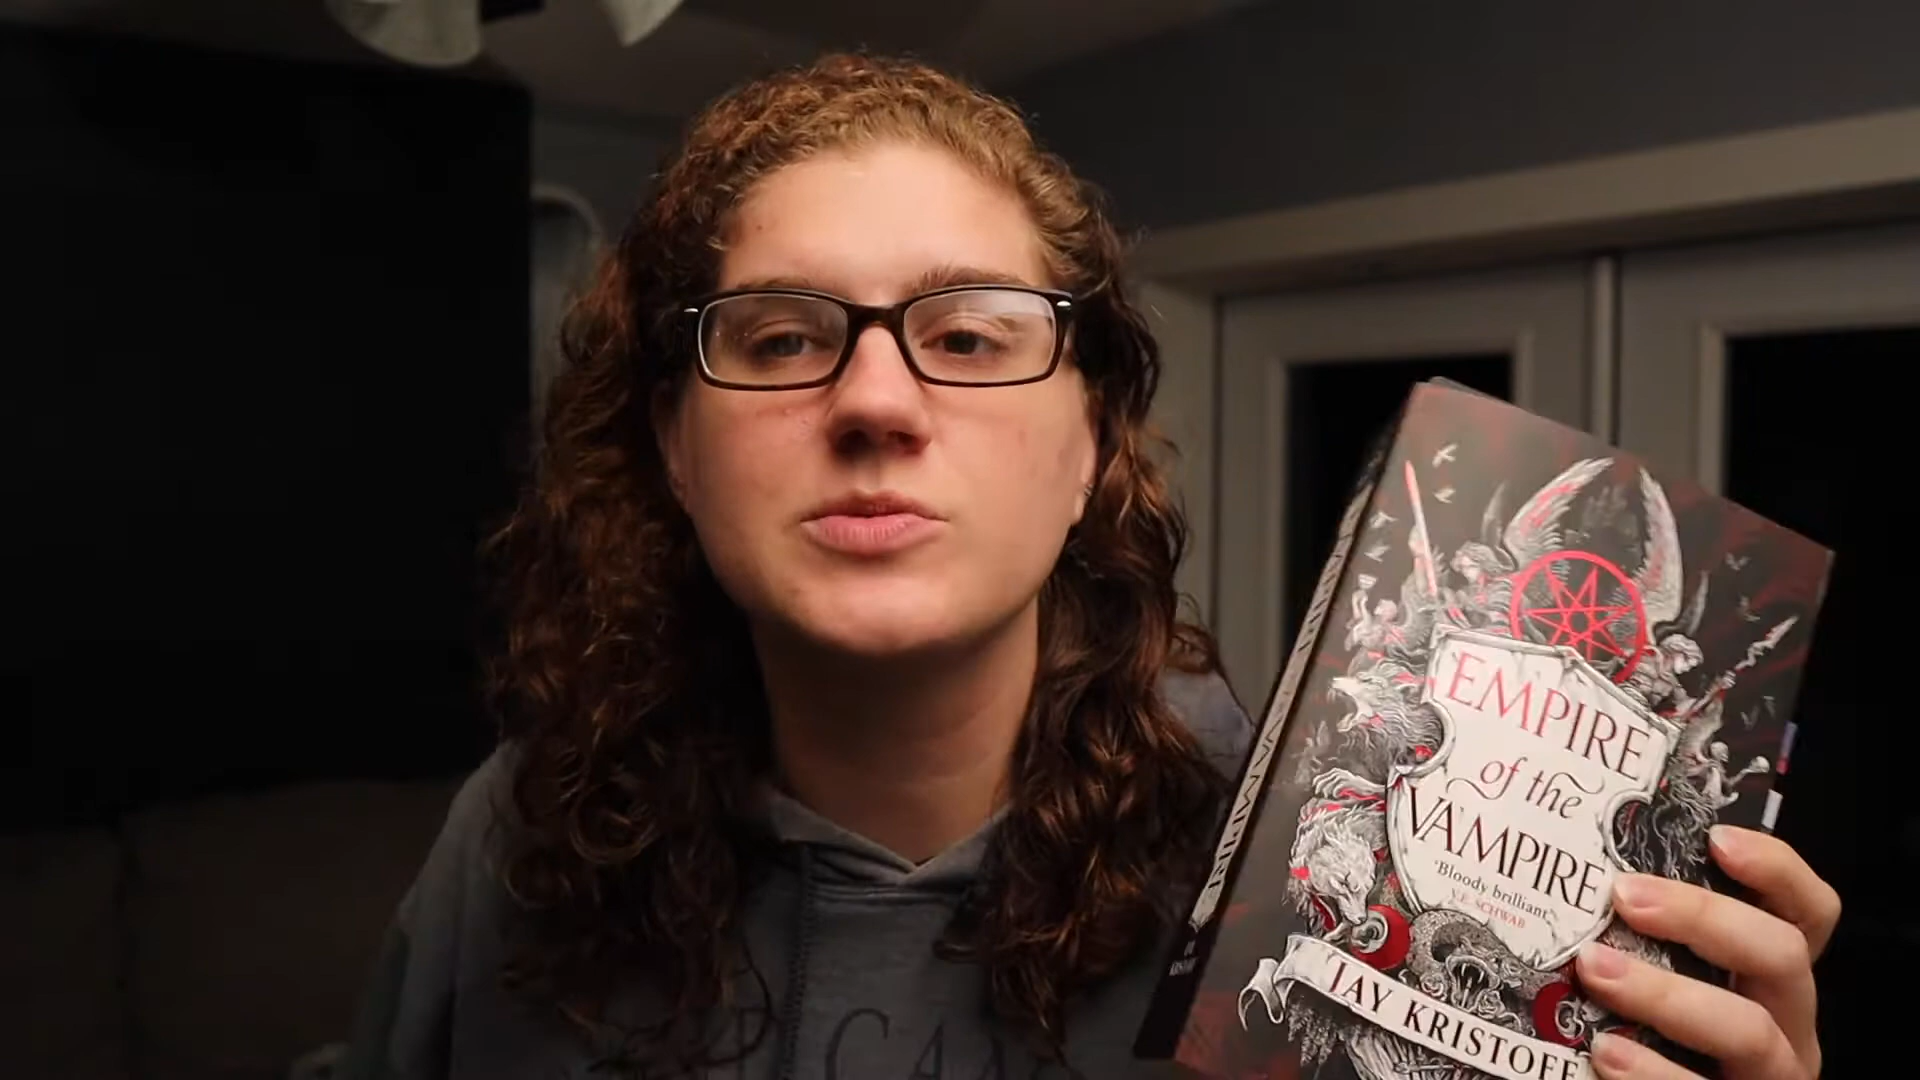 EMPIRE
of the
VAMPIRE
'Bloody brilliant'
V.E. SCHWAB
JAY KRISTOFF